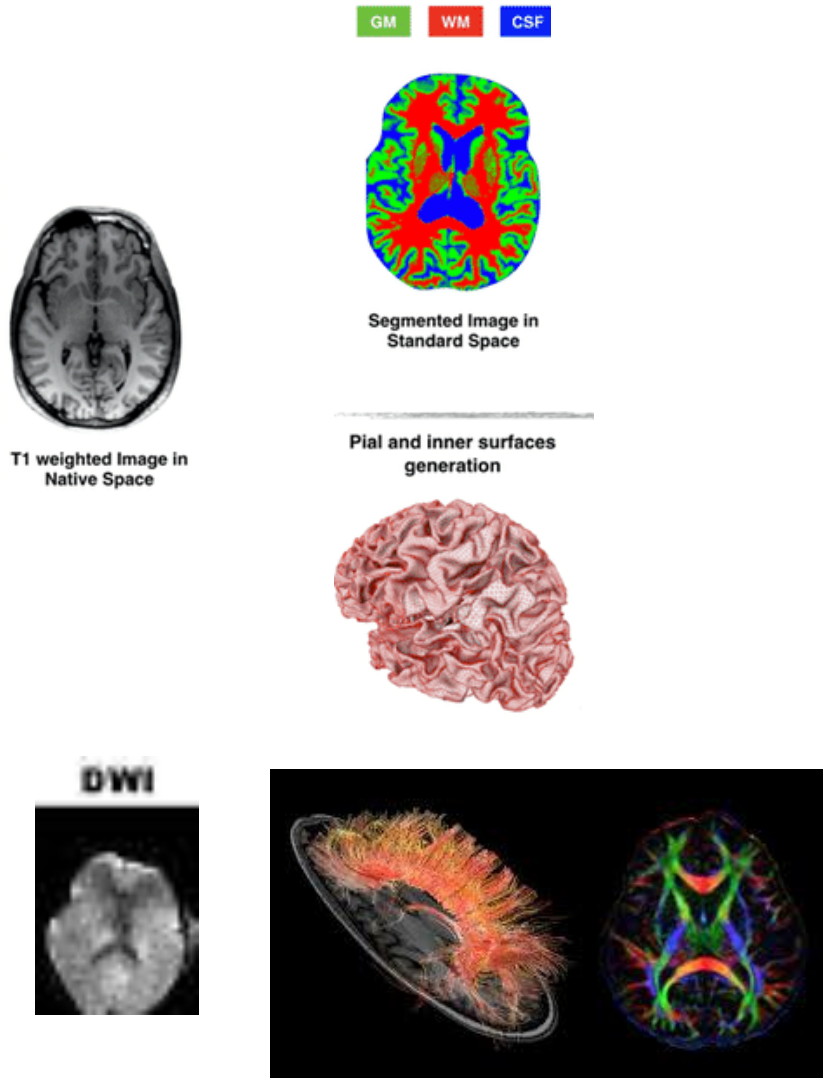 GM WM CSF
Segmented Image in
Standard Space
T1 weighted Image in
Native Space
Pial and inner surfaces
generation
DWI